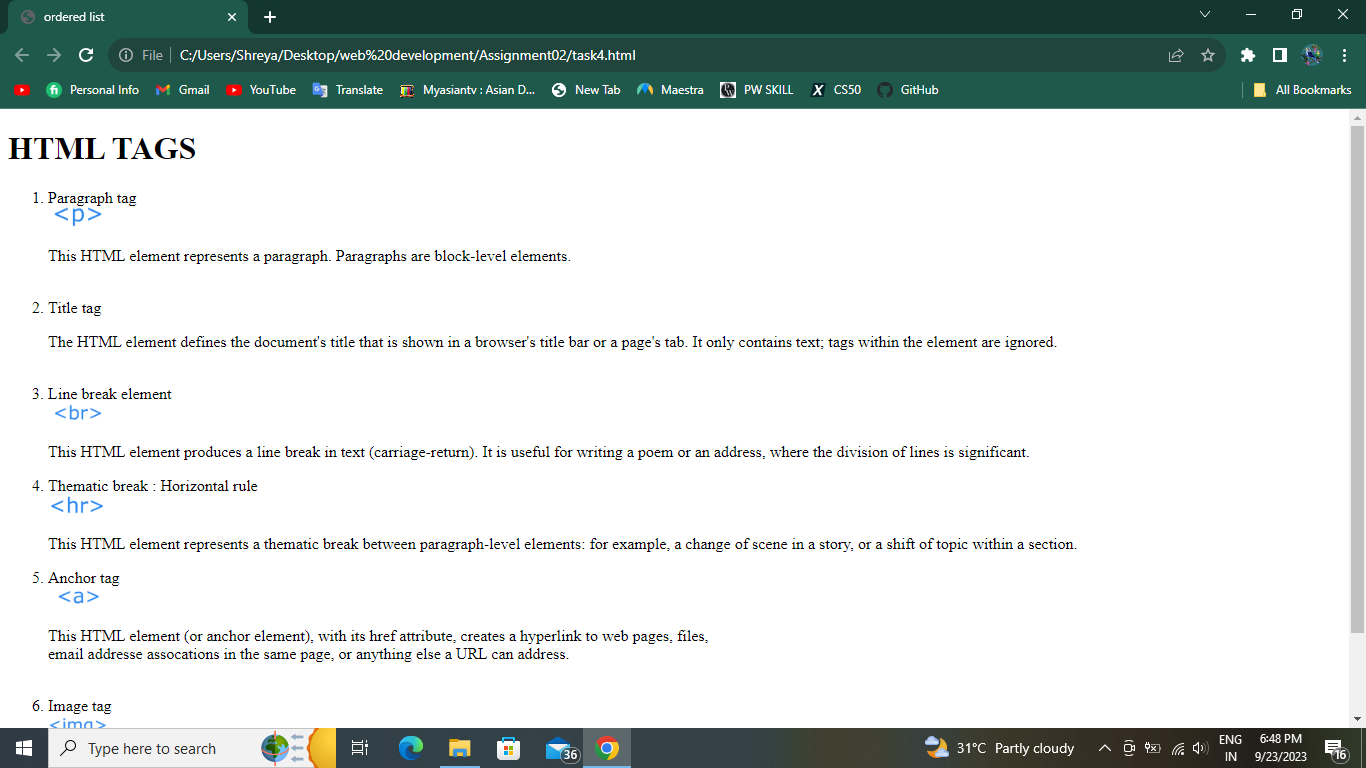 ordered list
File
C:/Users/Shreya/Desktop/web%20development/Assignment02/task4.html
Personal Info
Gmail
YouTube
Translate
Myasiantv : Asian D...
New Tab
Maestra
PW SKILL
CS50
GitHub
All Bookmarks
HTML TAGS
1. Paragraph tag
<p>
This HTML element represents a paragraph. Paragraphs are block-level elements.
2. Title tag
The HTML element defines the document's title that is shown in a browser's title bar or a page's tab. It only contains text; tags within the element are ignored.
3. Line break element
<br>
This HTML element produces a line break in text (carriage-return). It is useful for writing a poem or an address, where the division of lines is significant.
4. Thematic break : Horizontal rule
<hr>
This HTML element represents a thematic break between paragraph-level elements: for example, a change of scene in a story, or a shift of topic within a section.
5. Anchor tag
<a>
This HTML element (or anchor element), with its href attribute, creates a hyperlink to web pages, files,
email addresse assocations in the same page, or anything else a URL can address.
6. Image tag
<img>
Type here to search
36
31°C Partly cloudy
ENG
IN
6:48 PM
9/23/2023
16